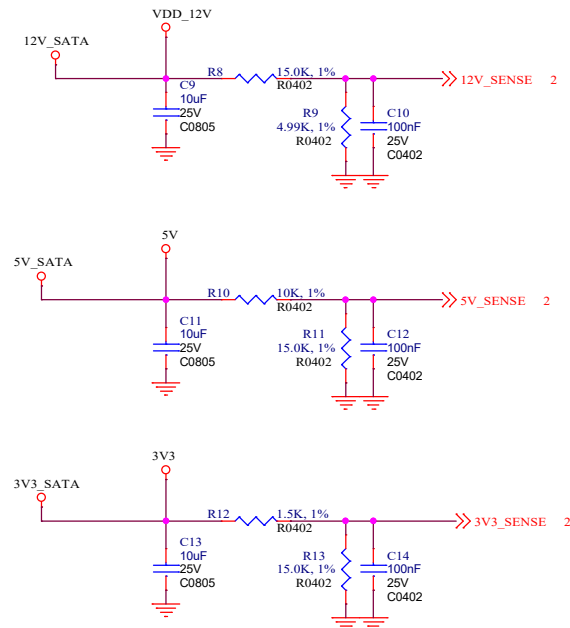 VDD_12V
12V_SATA
R8 15.0K, 1%
R0402
12V_SENSE 2
C9
10uF
25V
C0805
R9
4.99K, 1%
R0402
C10
100nF
25V
C0402
5V
5V_SATA
R10 10K, 1%
R0402
5V_SENSE 2
C11
10uF
25V
C0805
R11
15.0K, 1%
R0402
C12
100nF
25V
C0402
3V3
3V3_SATA
R12 1.5K, 1%
R0402
3V3_SENSE 2
C13
10uF
25V
C0805
R13
15.0K, 1%
R0402
C14
100nF
25V
C0402